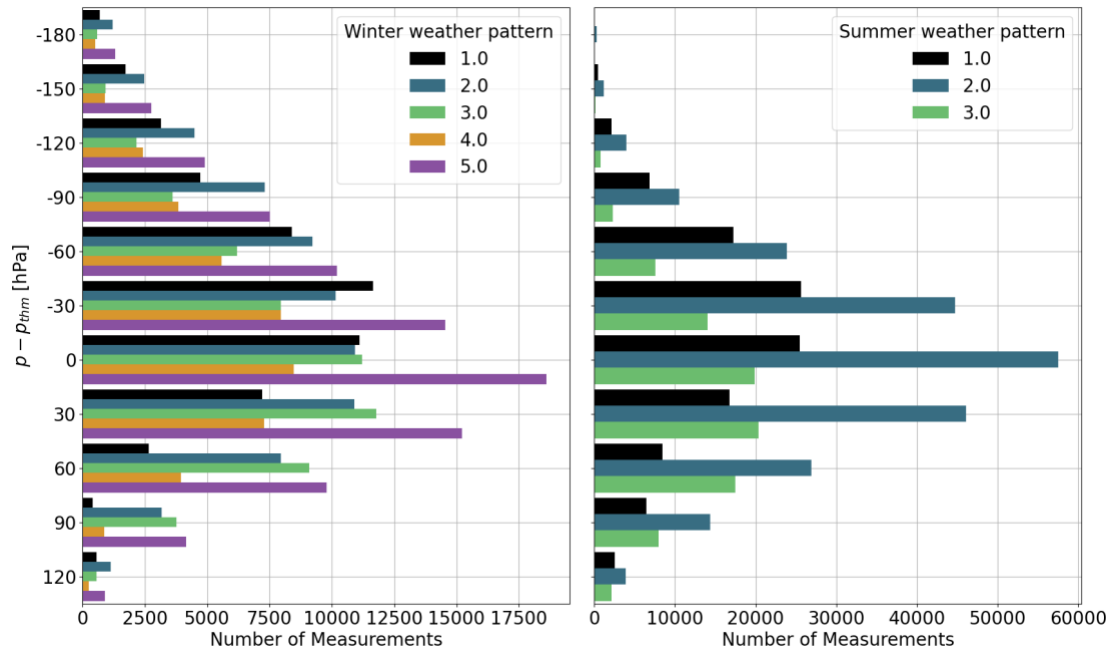 Winter weather pattern
1.0
2.0
3.0
4.0
5.0
Summer weather pattern
1.0
2.0
3.0
p − p_thm [hPa]
-180
-150
-120
-90
-60
-30
0
30
60
90
120
0 2500 5000 7500 10000 12500 15000 17500
Number of Measurements
0 10000 20000 30000 40000 50000 60000
Number of Measurements